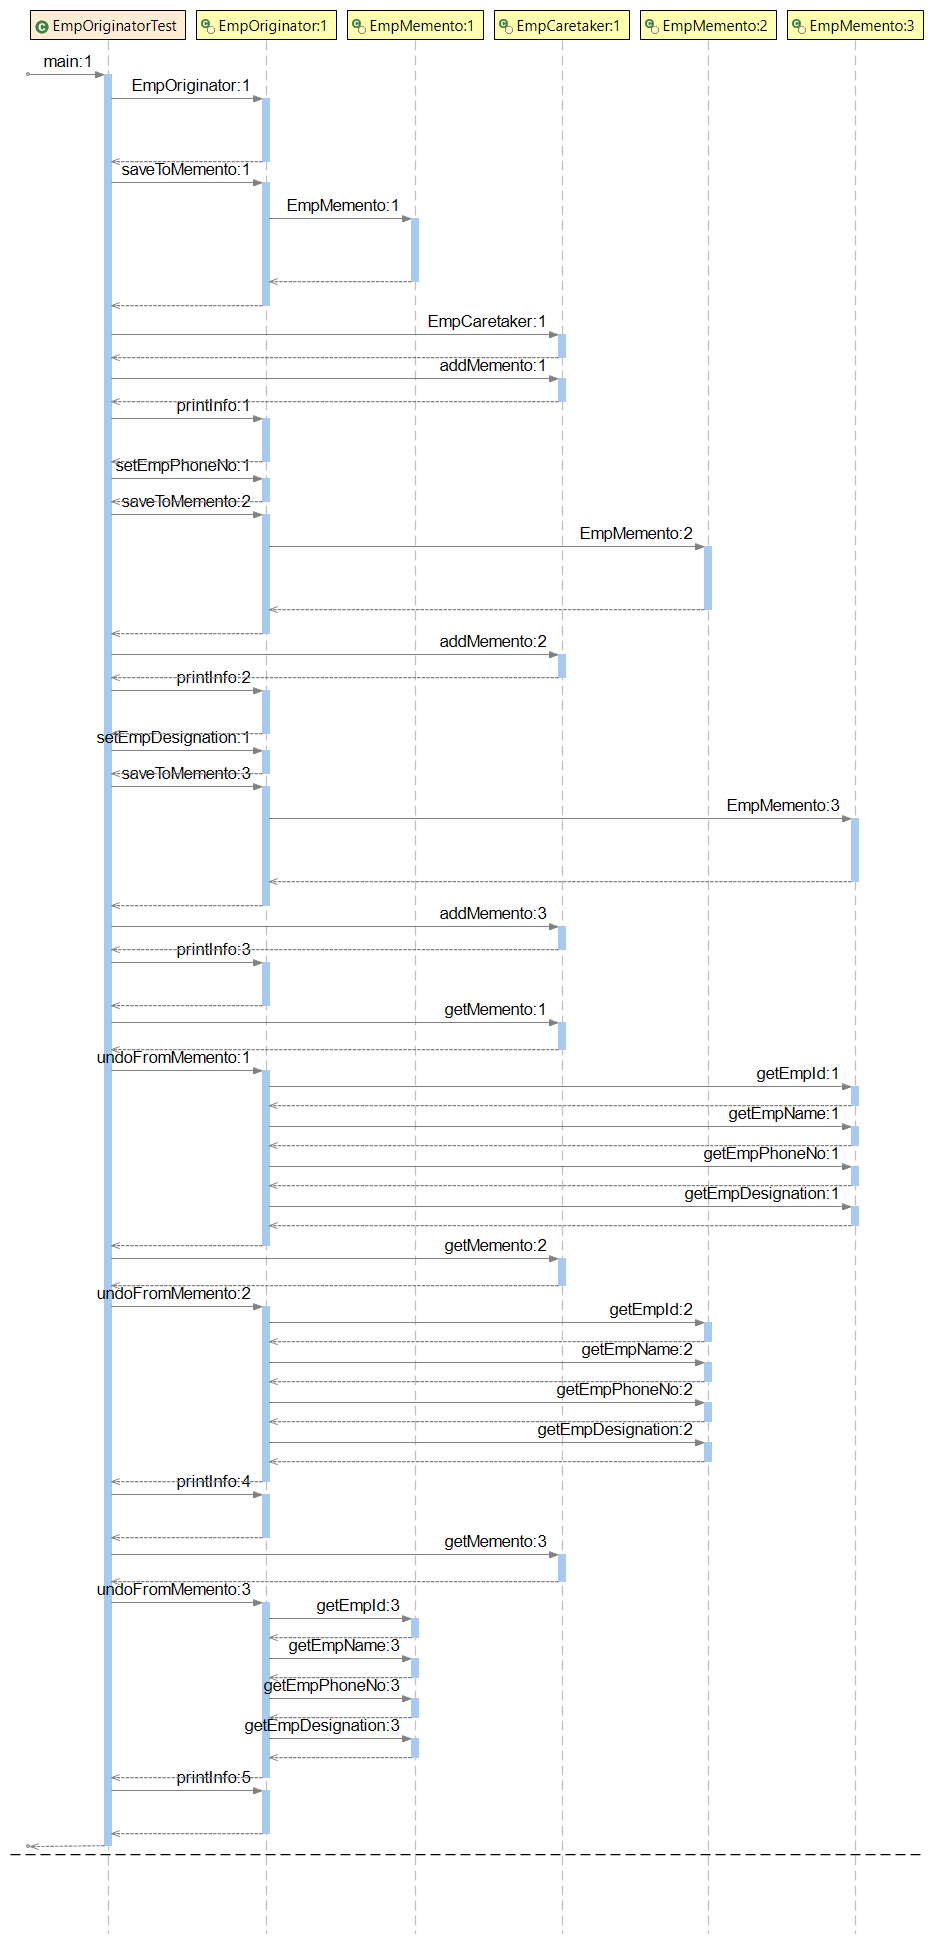 EmpOriginatorTest
EmpOriginator:1
EmpMemento:1
EmpCaretaker:1
EmpMemento:2
EmpMemento:3
main:1
EmpOriginator:1
saveToMemento:1
EmpMemento:1
EmpCaretaker:1
addMemento:1
printInfo:1
setEmpPhoneNo:1
saveToMemento:2
EmpMemento:2
addMemento:2
printInfo:2
setEmpDesignation:1
saveToMemento:3
EmpMemento:3
addMemento:3
printInfo:3
getMemento:1
undoFromMemento:1
getEmpId:1
getEmpName:1
getEmpPhoneNo:1
getEmpDesignation:1
getMemento:2
undoFromMemento:2
getEmpId:2
getEmpName:2
getEmpPhoneNo:2
getEmpDesignation:2
printInfo:4
getMemento:3
undoFromMemento:3
getEmpId:3
getEmpName:3
getEmpPhoneNo:3
getEmpDesignation:3
printInfo:5